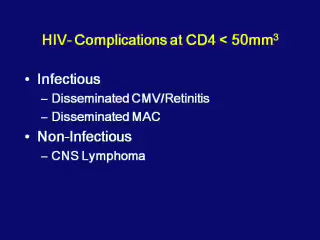 HIV- Complications at CD4 < 50mm³
• Infectious
– Disseminated CMV/Retinitis
– Disseminated MAC
• Non-Infectious
– CNS Lymphoma